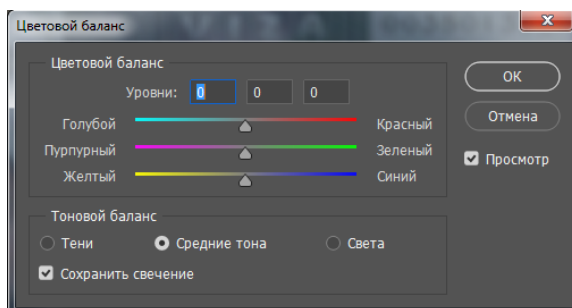 Цветовой баланс
Цветовой баланс
Уровни: 0 0 0
Голубой Красный
Пурпурный Зеленый
Желтый Синий
Тоновой баланс
Тени Средние тона Света
Сохранить свечение
OK
Отмена
Просмотр